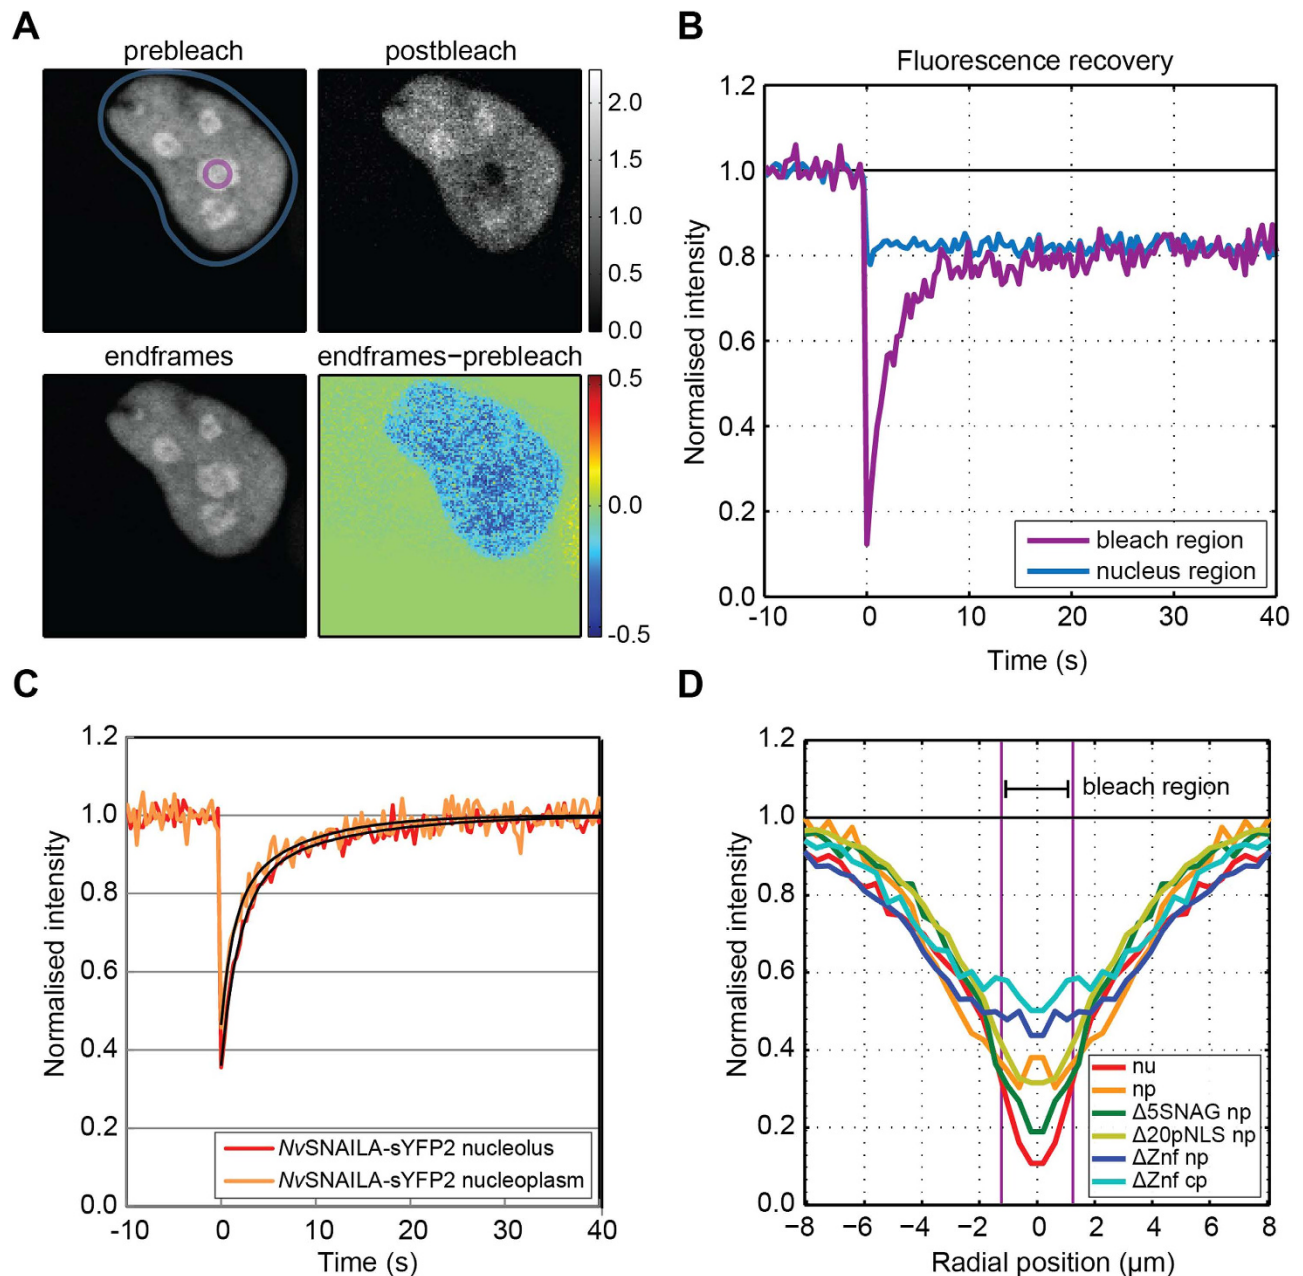 A
prebleach
postbleach
2.0
1.5
1.0
0.5
0.0
endframes
endframes−prebleach
0.5
0.0
-0.5
B
Fluorescence recovery
Normalised intensity
1.2
1.0
0.8
0.6
0.4
0.2
0.0
bleach region
nucleus region
-10
0
10
20
30
40
Time (s)
C
Normalised intensity
1.2
1.0
0.8
0.6
0.4
0.2
0.0
NvSNAILA-sYFP2 nucleolus
NvSNAILA-sYFP2 nucleoplasm
-10
0
10
20
30
40
Time (s)
D
Normalised intensity
1.2
1.0
0.8
0.6
0.4
0.2
0.0
bleach region
nu
np
Δ5SNAG np
Δ20pNLS np
ΔZnf np
ΔZnf cp
−8
−6
−4
−2
0
2
4
6
8
Radial position (µm)